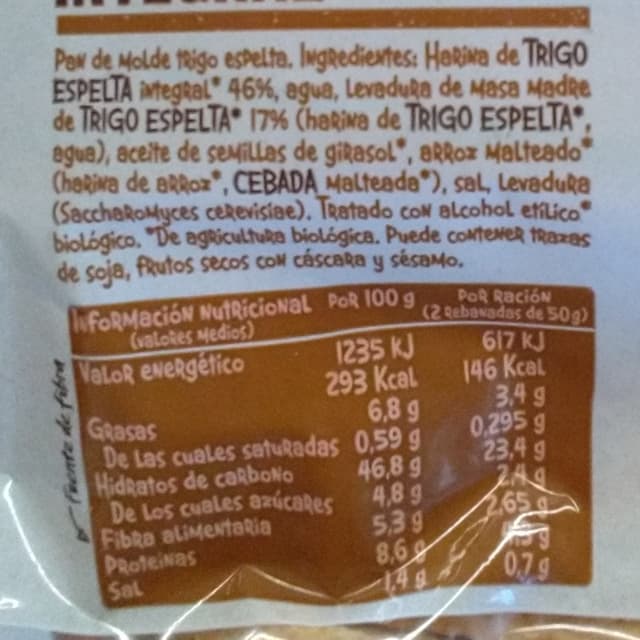 Pan de molde trigo espelta. Ingredientes: Harina de TRIGO
ESPELTA integral* 46%, agua, levadura de masa madre
de TRIGO ESPELTA* 17% (harina de TRIGO ESPELTA*,
agua), aceite de semillas de girasol*, arroz malteado*
(harina de arroz*, CEBADA malteada*), sal, levadura
(Saccharomyces cerevisiae). Tratado con alcohol etílico*
biológico. *De agricultura biológica. Puede contener trazas
de soja, frutos secos con cáscara y sésamo.
Información Nutricional Por 100 g Por Ración
(valores medios) (2 rebanadas de 50g)
Valor energético 1235 kJ 617 kJ
293 Kcal 146 Kcal
Grasas 6,8 g 3,4 g
De las cuales saturadas 0,59 g 0,295 g
Hidratos de carbono 46,8 g 23,4 g
De los cuales azúcares 4,8 g 2,4 g
Fibra alimentaria 5,3 g 2,65 g
Proteinas 8,6 g
Sal 1,4 g 0,7 g
Fuente de fibra